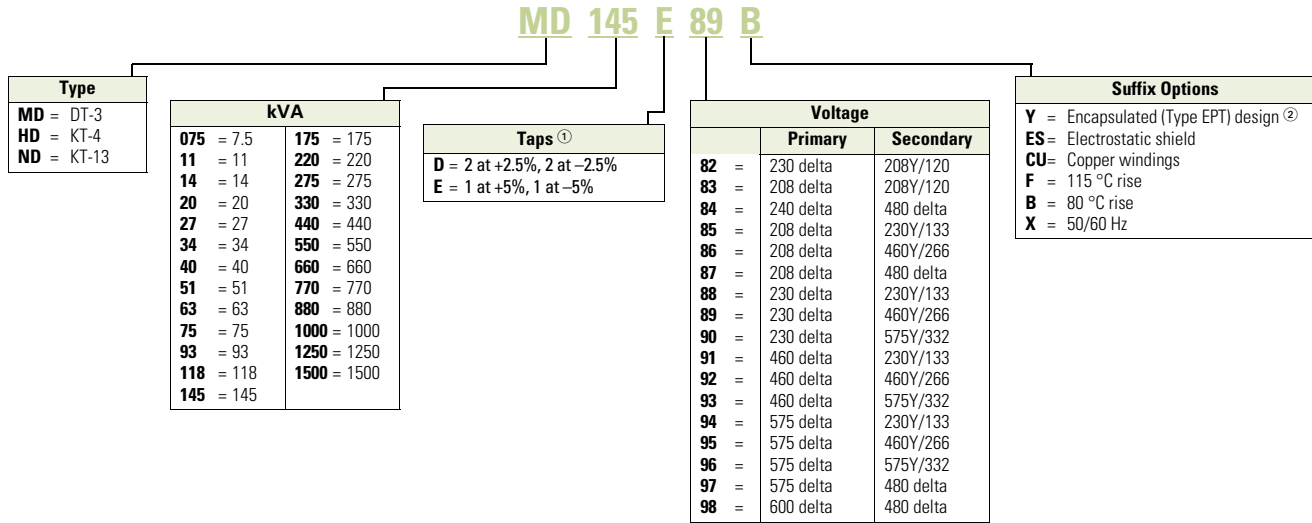 MD 145 E 89 B
Type
MD = DT-3
HD = KT-4
ND = KT-13
kVA
075 = 7.5 175 = 175
11 = 11 220 = 220
14 = 14 275 = 275
20 = 20 330 = 330
27 = 27 440 = 440
34 = 34 550 = 550
40 = 40 660 = 660
51 = 51 770 = 770
63 = 63 880 = 880
75 = 75 1000 = 1000
93 = 93 1250 = 1250
118 = 118 1500 = 1500
145 = 145
Taps ①
D = 2 at +2.5%, 2 at –2.5%
E = 1 at +5%, 1 at –5%
Voltage
Primary Secondary
82 = 230 delta 208Y/120
83 = 208 delta 208Y/120
84 = 240 delta 480 delta
85 = 208 delta 230Y/133
86 = 208 delta 460Y/266
87 = 208 delta 480 delta
88 = 230 delta 230Y/133
89 = 230 delta 460Y/266
90 = 230 delta 575Y/332
91 = 460 delta 230Y/133
92 = 460 delta 460Y/266
93 = 460 delta 575Y/332
94 = 575 delta 230Y/133
95 = 575 delta 460Y/266
96 = 575 delta 575Y/332
97 = 575 delta 480 delta
98 = 600 delta 480 delta
Suffix Options
Y = Encapsulated (Type EPT) design ②
ES = Electrostatic shield
CU = Copper windings
F = 115 °C rise
B = 80 °C rise
X = 50/60 Hz